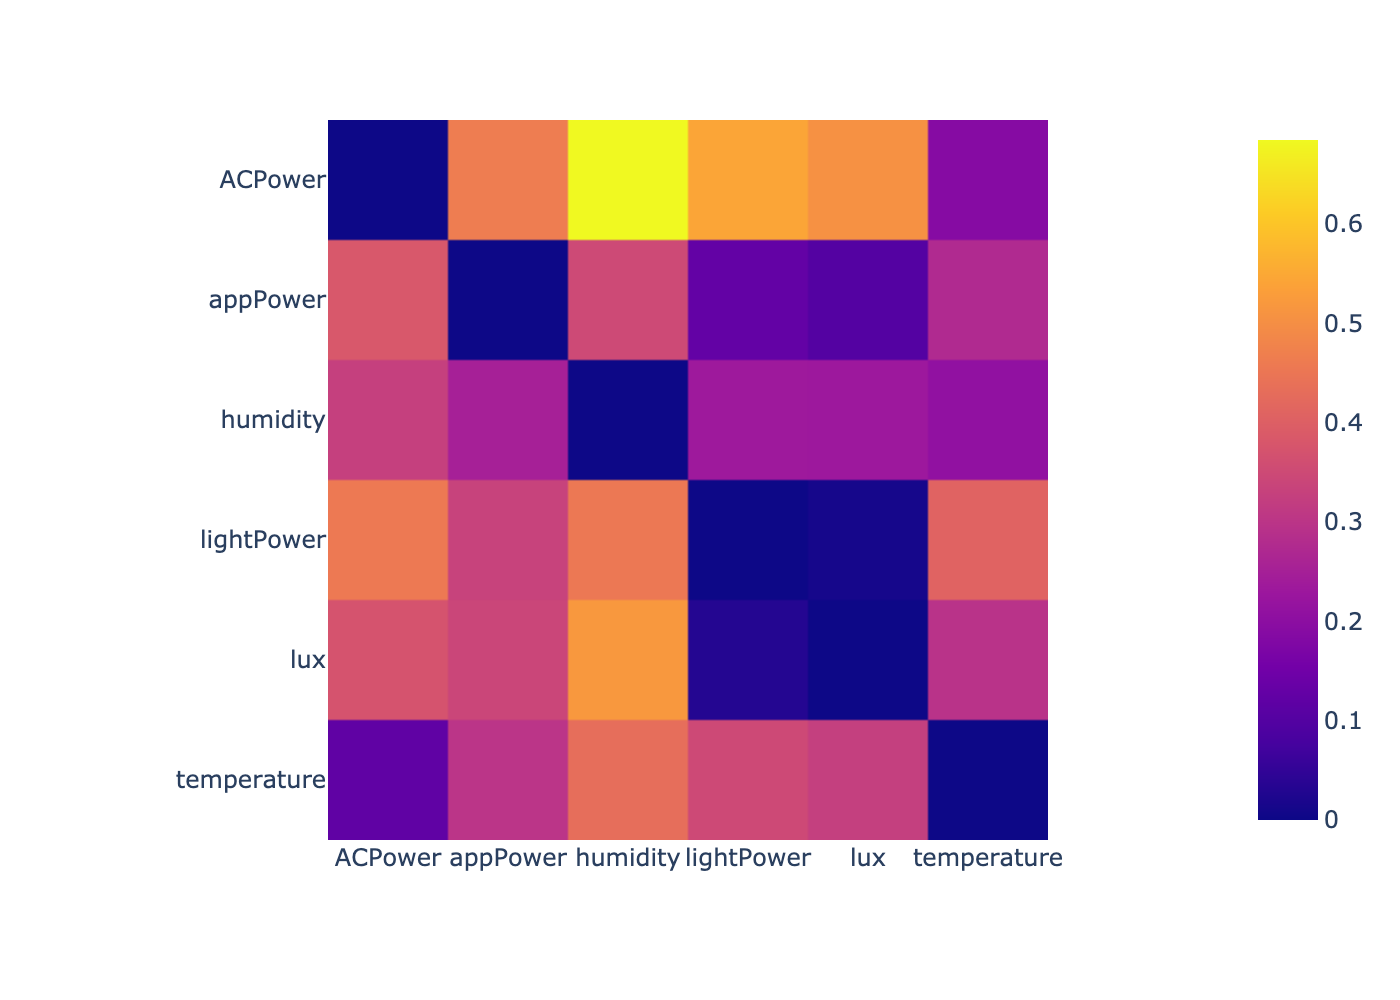 ACPower
appPower
humidity
lightPower
lux
temperature
ACPower appPower humidity lightPower lux temperature
0.6
0.5
0.4
0.3
0.2
0.1
0